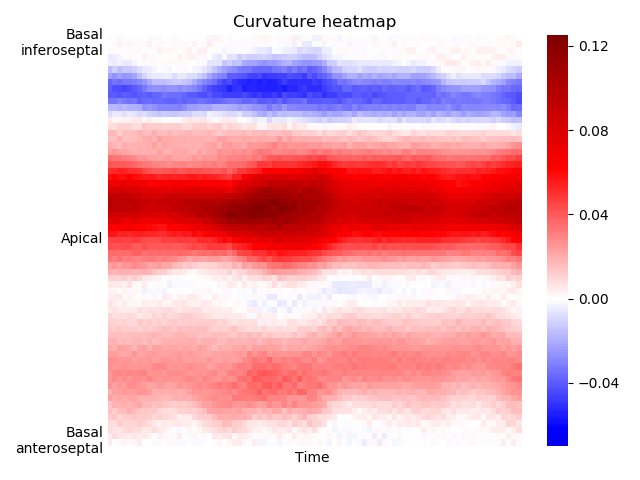 Curvature heatmap
Basal
inferoseptal
Apical
Basal
anteroseptal
Time
0.12
0.08
0.04
0.00
−0.04